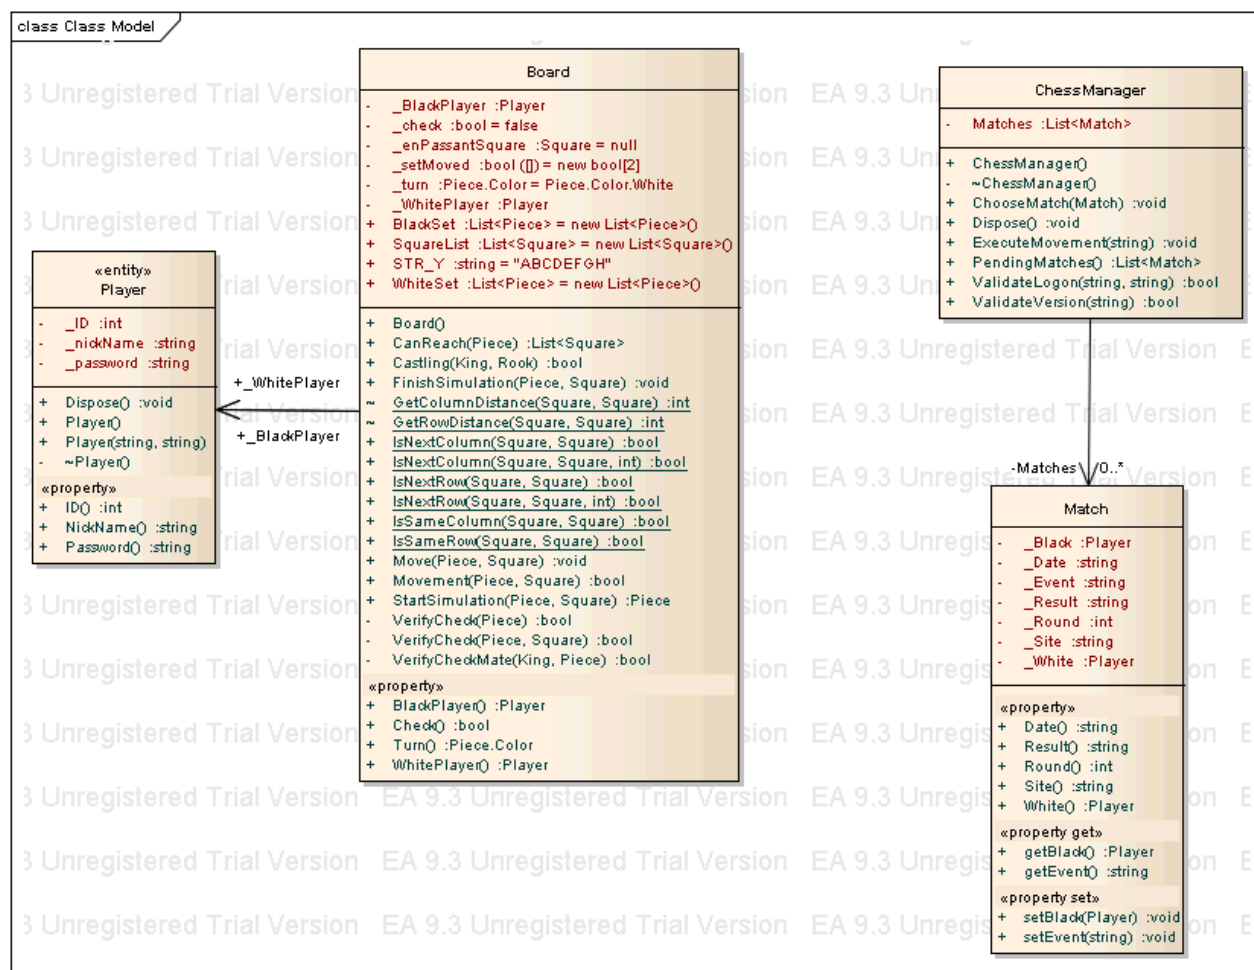 class Class Model
Board
- _BlackPlayer :Player
- _check :bool = false
- _enPassantSquare :Square = null
- _setMoved :bool ([]) = new bool[2]
- _turn :Piece.Color = Piece.Color.White
- _WhitePlayer :Player
+ BlackSet :List<Piece> = new List<Piece>()
+ SquareList :List<Square> = new List<Square>()
+ STR_Y :string = "ABCDEFGH"
+ WhiteSet :List<Piece> = new List<Piece>()
+ Board()
+ CanReach(Piece) :List<Square>
+ Castling(King, Rook) :bool
+ FinishSimulation(Piece, Square) :void
~ GetColumnDistance(Square, Square) :int
~ GetRowDistance(Square, Square) :int
+ IsNextColumn(Square, Square) :bool
+ IsNextColumn(Square, Square, int) :bool
+ IsNextRow(Square, Square) :bool
+ IsNextRow(Square, Square, int) :bool
+ IsSameColumn(Square, Square) :bool
+ IsSameRow(Square, Square) :bool
+ Move(Piece, Square) :void
+ Movement(Piece, Square) :bool
+ StartSimulation(Piece, Square) :Piece
- VerifyCheck(Piece) :bool
- VerifyCheck(Piece, Square) :bool
- VerifyCheckMate(King, Piece) :bool
«property»
+ BlackPlayer() :Player
+ Check() :bool
+ Turn() :Piece.Color
+ WhitePlayer() :Player
«entity»
Player
- _ID :int
- _nickName :string
- _password :string
+ Dispose() :void
+ Player()
+ Player(string, string)
- ~Player()
«property»
+ ID() :int
+ NickName() :string
+ Password() :string
+_WhitePlayer
+_BlackPlayer
ChessManager
- Matches :List<Match>
+ ChessManager()
- ~ChessManager()
+ ChooseMatch(Match) :void
+ Dispose() :void
+ ExecuteMovement(string) :void
+ PendingMatches() :List<Match>
+ ValidateLogon(string, string) :bool
+ ValidateVersion(string) :bool
-Matches 0..*
Match
- _Black :Player
- _Date :string
- _Event :string
- _Result :string
- _Round :int
- _Site :string
- _White :Player
«property»
+ Date() :string
+ Result() :string
+ Round() :int
+ Site() :string
+ White() :Player
«property get»
+ getBlack() :Player
+ getEvent() :string
«property set»
+ setBlack(Player) :void
+ setEvent(string) :void
EA 9.3 Unregistered Trial Version